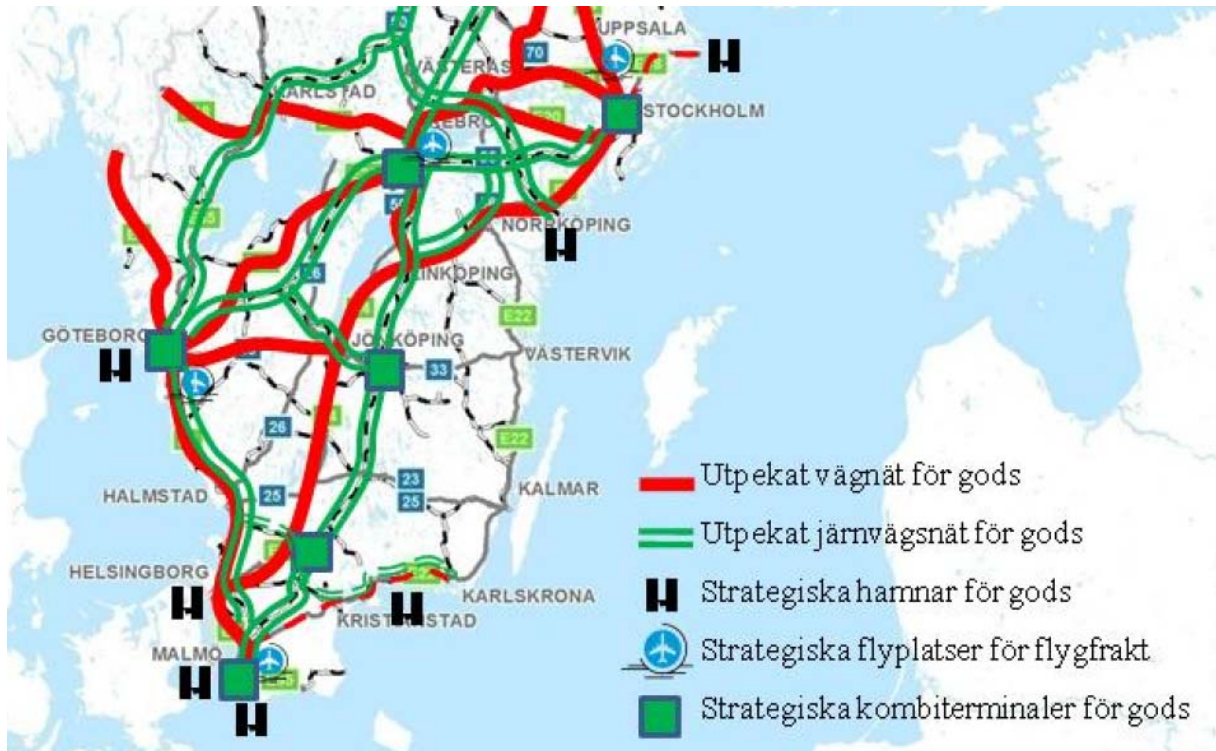 UPPSALA
70
VÄSTERÅS
KARLSTAD
STOCKHOLM
NORRKÖPING
LINKÖPING
E22
GÖTEBORG
JÖNKÖPING
VÄSTERVIK
33
26
E22
HALMSTAD
25
23
25
KALMAR
HELSINGBORG
KARLSKRONA
KRISTIANSTAD
MALMÖ
Utpekat vägnät för gods
Utpekat järnvägsnät för gods
Strategiska hamnar för gods
Strategiska flyplatser för flygfrakt
Strategiska kombiterminaler för gods